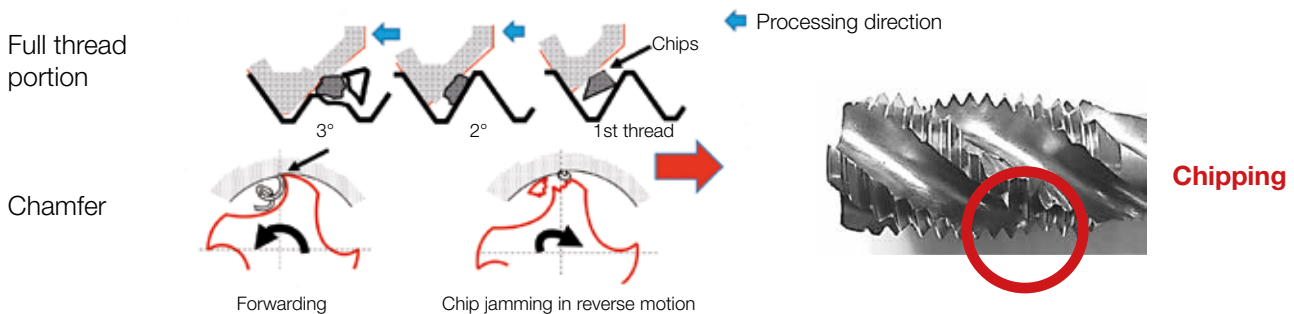 Processing direction
Full thread
portion
Chips
3°
2°
1st thread
Chamfer
Chipping
Forwarding
Chip jamming in reverse motion